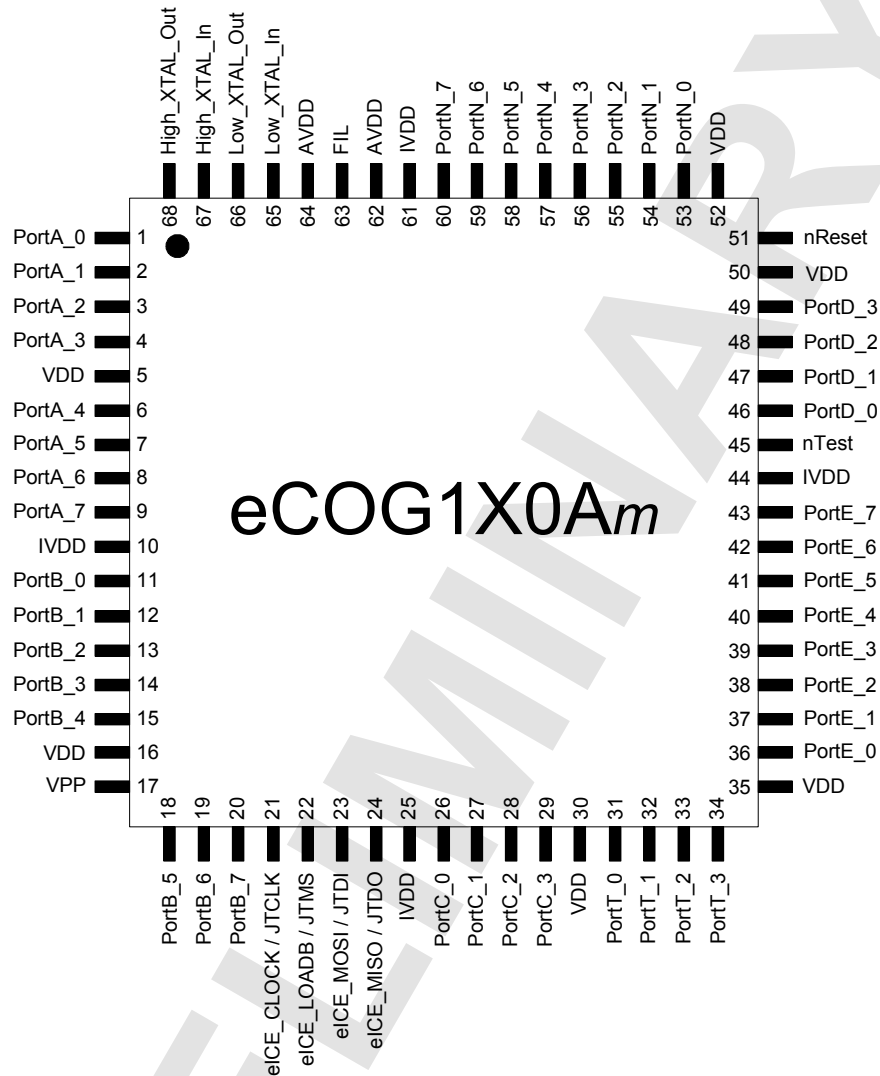 High_XTAL_Out
High_XTAL_In
Low_XTAL_Out
Low_XTAL_In
AVDD
FIL
AVDD
IVDD
PortN_7
PortN_6
PortN_5
PortN_4
PortN_3
PortN_2
PortN_1
PortN_0
VDD
68
67
66
65
64
63
62
61
60
59
58
57
56
55
54
53
52
PortA_0 1
PortA_1 2
PortA_2 3
PortA_3 4
VDD 5
PortA_4 6
PortA_5 7
PortA_6 8
PortA_7 9
IVDD 10
PortB_0 11
PortB_1 12
PortB_2 13
PortB_3 14
PortB_4 15
VDD 16
VPP 17
eCOG1X0Am
51 nReset
50 VDD
49 PortD_3
48 PortD_2
47 PortD_1
46 PortD_0
45 nTest
44 IVDD
43 PortE_7
42 PortE_6
41 PortE_5
40 PortE_4
39 PortE_3
38 PortE_2
37 PortE_1
36 PortE_0
35 VDD
18
19
20
21
22
23
24
25
26
27
28
29
30
31
32
33
34
PortB_5
PortB_6
PortB_7
eICE_CLOCK / JTCLK
eICE_LOADB / JTMS
eICE_MOSI / JTDI
eICE_MISO / JTDO
IVDD
PortC_0
PortC_1
PortC_2
PortC_3
VDD
PortT_0
PortT_1
PortT_2
PortT_3
ELIMINARY